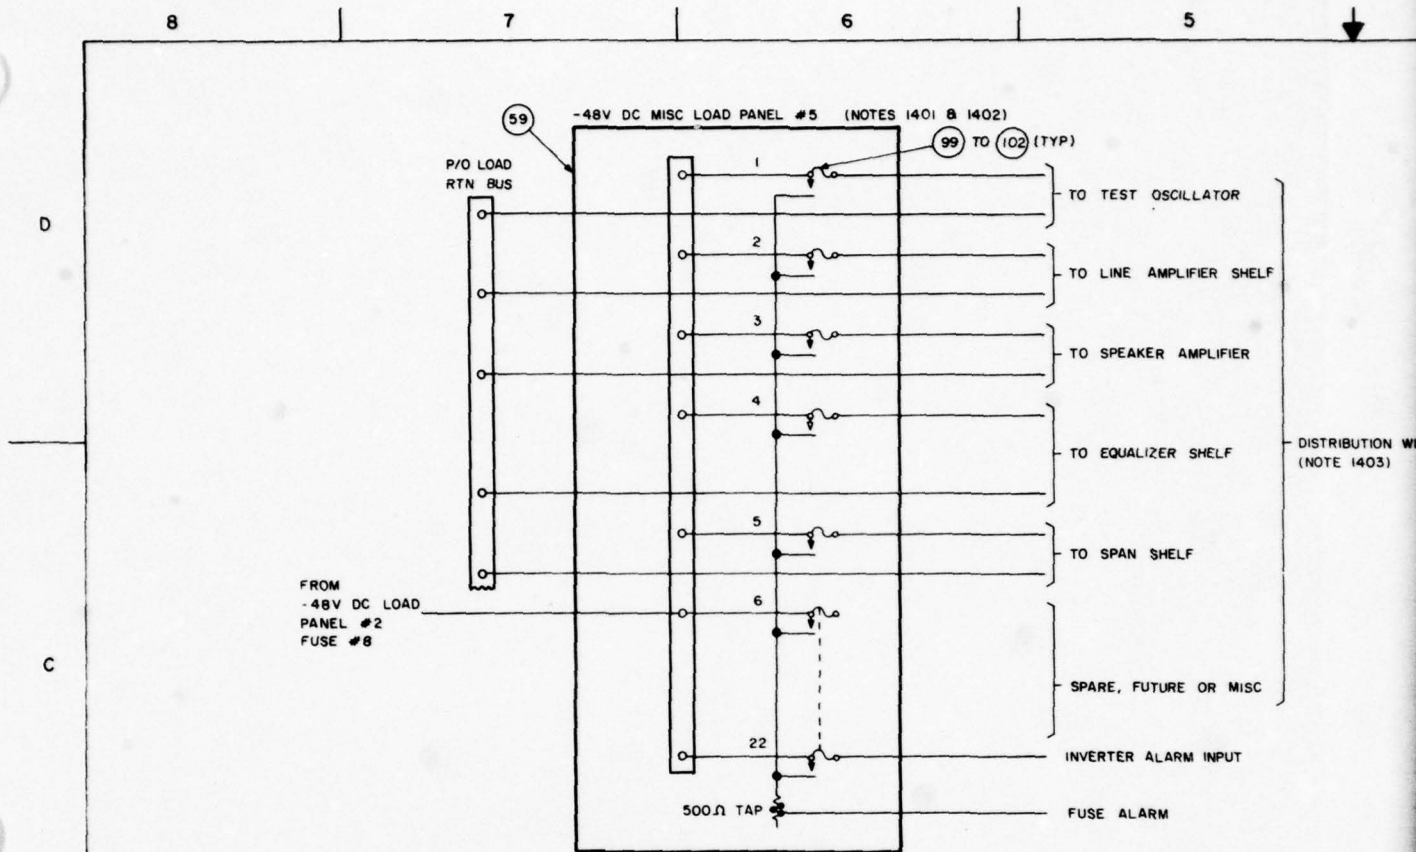 8 7 6 5
59
-48V DC MISC LOAD PANEL #5 (NOTES 1401 & 1402)
99 TO 102 (TYP)
P/O LOAD
RTN BUS
1
TO TEST OSCILLATOR
D
2
TO LINE AMPLIFIER SHELF
3
TO SPEAKER AMPLIFIER
4
TO EQUALIZER SHELF
DISTRIBUTION
(NOTE 1403)
5
TO SPAN SHELF
FROM
-48V DC LOAD
PANEL #2
FUSE #8
6
C
SPARE, FUTURE OR MISC
22
INVERTER ALARM INPUT
500Ω TAP
FUSE ALARM